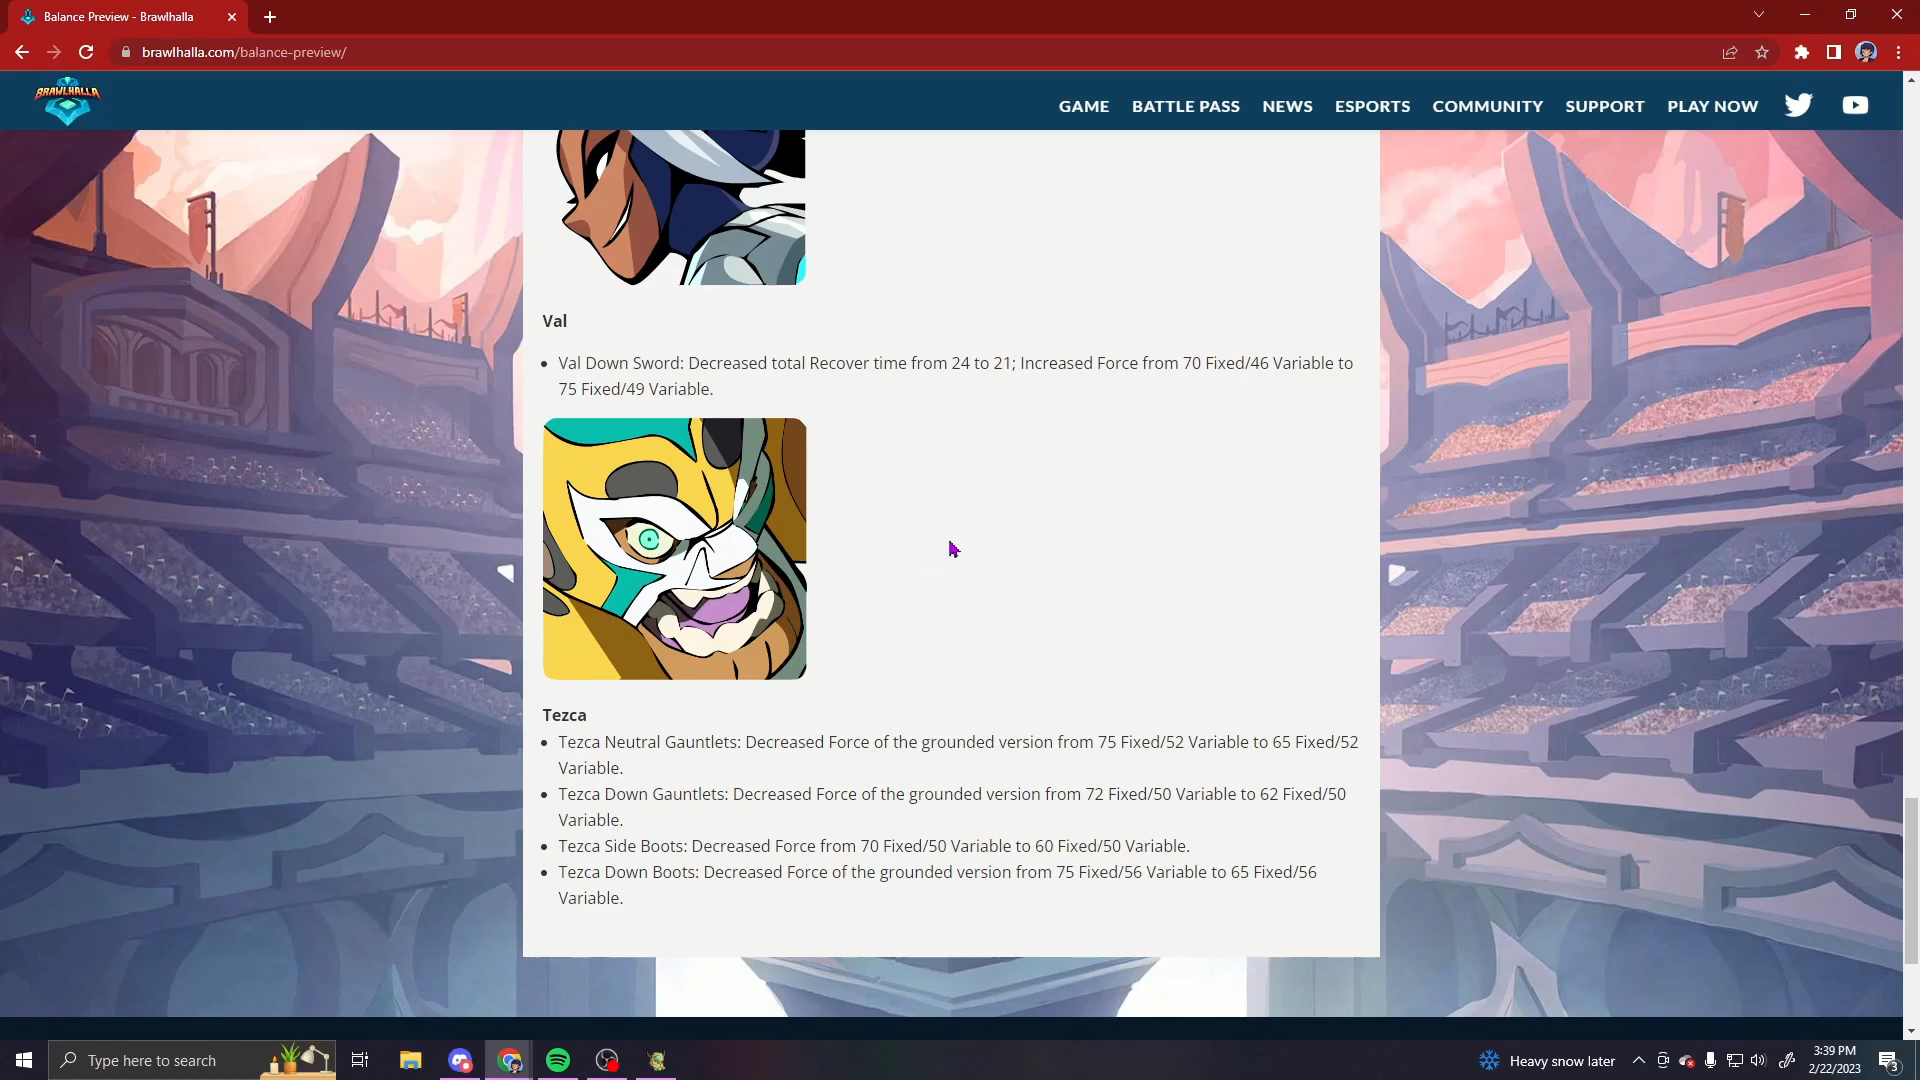 Balance Preview - Brawlhalla
brawlhalla.com/balance-preview/
BRAWLHALLA
GAME BATTLE PASS NEWS ESPORTS COMMUNITY SUPPORT PLAY NOW
Val
Val Down Sword: Decreased total Recover time from 24 to 21; Increased Force from 70 Fixed/46 Variable to
75 Fixed/49 Variable.
Tezca
Tezca Neutral Gauntlets: Decreased Force of the grounded version from 75 Fixed/52 Variable to 65 Fixed/52
Variable.
Tezca Down Gauntlets: Decreased Force of the grounded version from 72 Fixed/50 Variable to 62 Fixed/50
Variable.
Tezca Side Boots: Decreased Force from 70 Fixed/50 Variable to 60 Fixed/50 Variable.
Tezca Down Boots: Decreased Force of the grounded version from 75 Fixed/56 Variable to 65 Fixed/56
Variable.
Type here to search
Heavy snow later
3:39 PM
2/22/2023
3